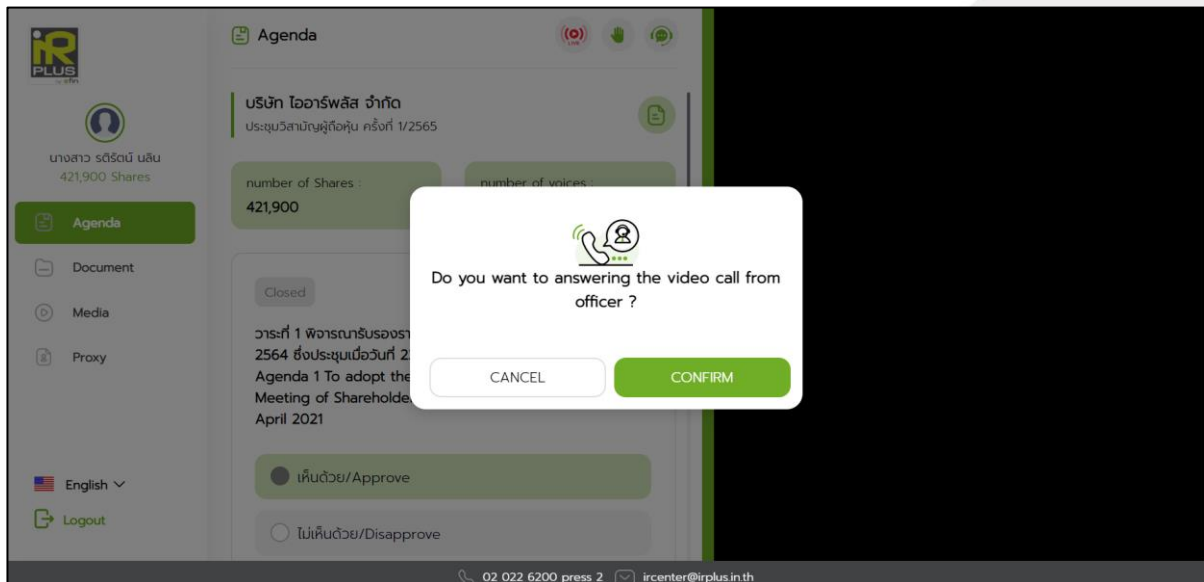 iR
PLUS
by efin
นางสาว รติรัตน์ นลิน
421,900 Shares
Agenda
Document
Media
Proxy
English
Logout
Agenda
LIVE
บริษัท ไออาร์พลัส จำกัด
ประชุมวิสามัญผู้ถือหุ้น ครั้งที่ 1/2565
number of Shares :
421,900
number of voices :
Closed
วาระที่ 1 พิจารณารับรองรา
2564 ซึ่งประชุมเมื่อวันที่ 2
Agenda 1 To adopt the
Meeting of Shareholde
April 2021
เห็นด้วย/Approve
ไม่เห็นด้วย/Disapprove
Do you want to answering the video call from
officer ?
CANCEL
CONFIRM
02 022 6200 press 2
ircenter@irplus.in.th